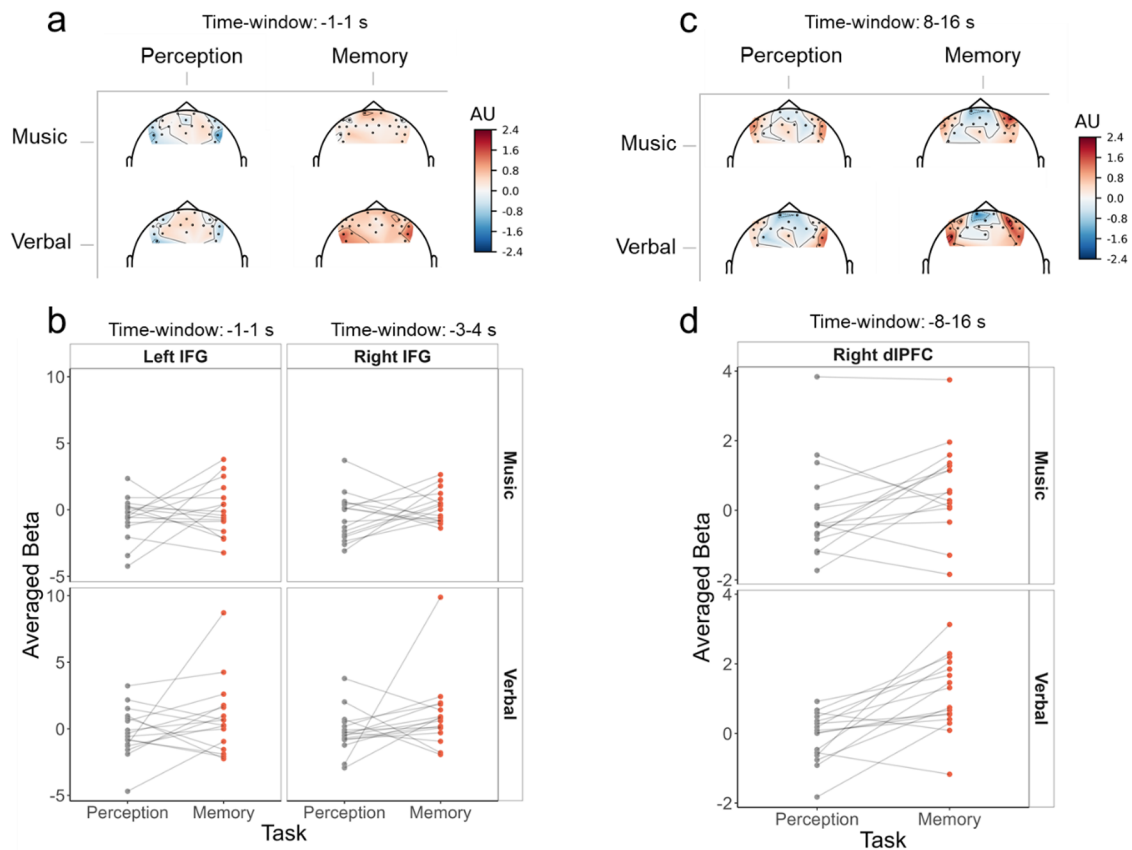 a
Time-window: -1-1 s
Perception
Memory
Music
Verbal
AU
2.4
1.6
0.8
0.0
-0.8
-1.6
-2.4
c
Time-window: 8-16 s
Perception
Memory
Music
Verbal
AU
2.4
1.6
0.8
0.0
-0.8
-1.6
-2.4
b
Time-window: -1-1 s
Time-window: -3-4 s
Left IFG
Right IFG
10
5
0
-5
Music
10
5
0
-5
Verbal
Averaged Beta
Perception
Memory
Perception
Memory
Task
d
Time-window: -8-16 s
Right dlPFC
4
2
0
-2
Music
4
2
0
-2
Verbal
Averaged Beta
Perception
Memory
Task